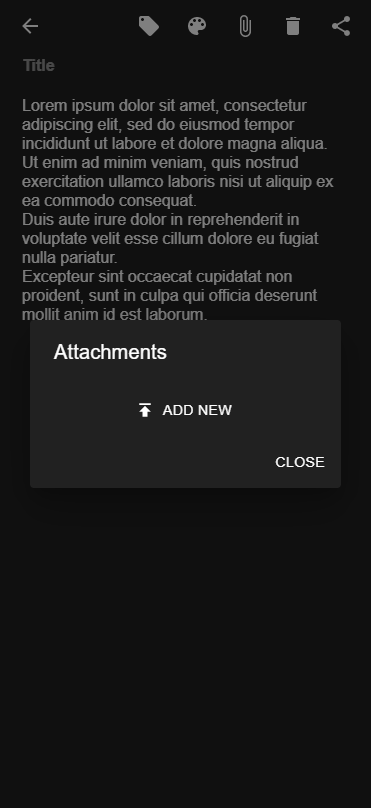 Title
Lorem ipsum dolor sit amet, consectetur
adipiscing elit, sed do eiusmod tempor
incididunt ut labore et dolore magna aliqua.
Ut enim ad minim veniam, quis nostrud
exercitation ullamco laboris nisi ut aliquip ex
ea commodo consequat.
Duis aute irure dolor in reprehenderit in
voluptate velit esse cillum dolore eu fugiat
nulla pariatur.
Excepteur sint occaecat cupidatat non
proident, sunt in culpa qui officia deserunt
mollit anim id est laborum.
Attachments
ADD NEW
CLOSE